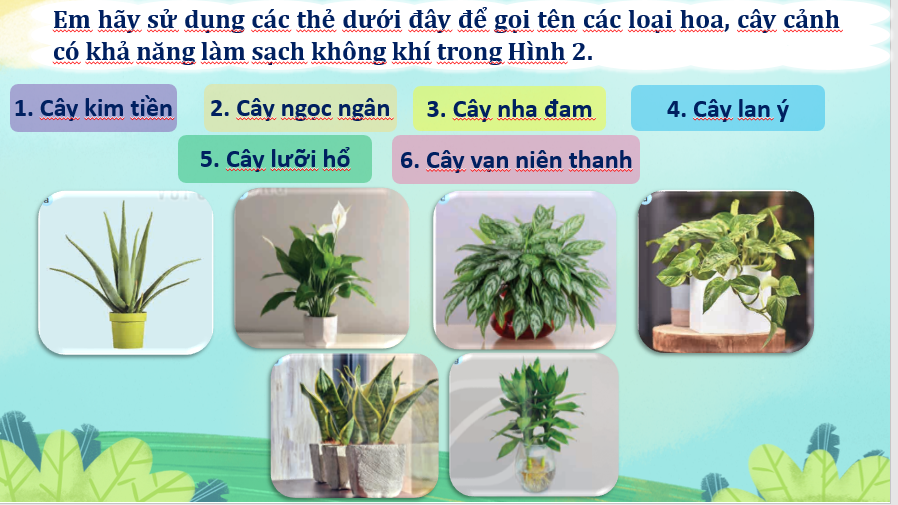 Em hãy sử dụng các thẻ dưới đây để gọi tên các loại hoa, cây cảnh
có khả năng làm sạch không khí trong Hình 2.
1. Cây kim tiền
2. Cây ngọc ngân
3. Cây nha đam
4. Cây lan ý
5. Cây lưỡi hổ
6. Cây vạn niên thanh